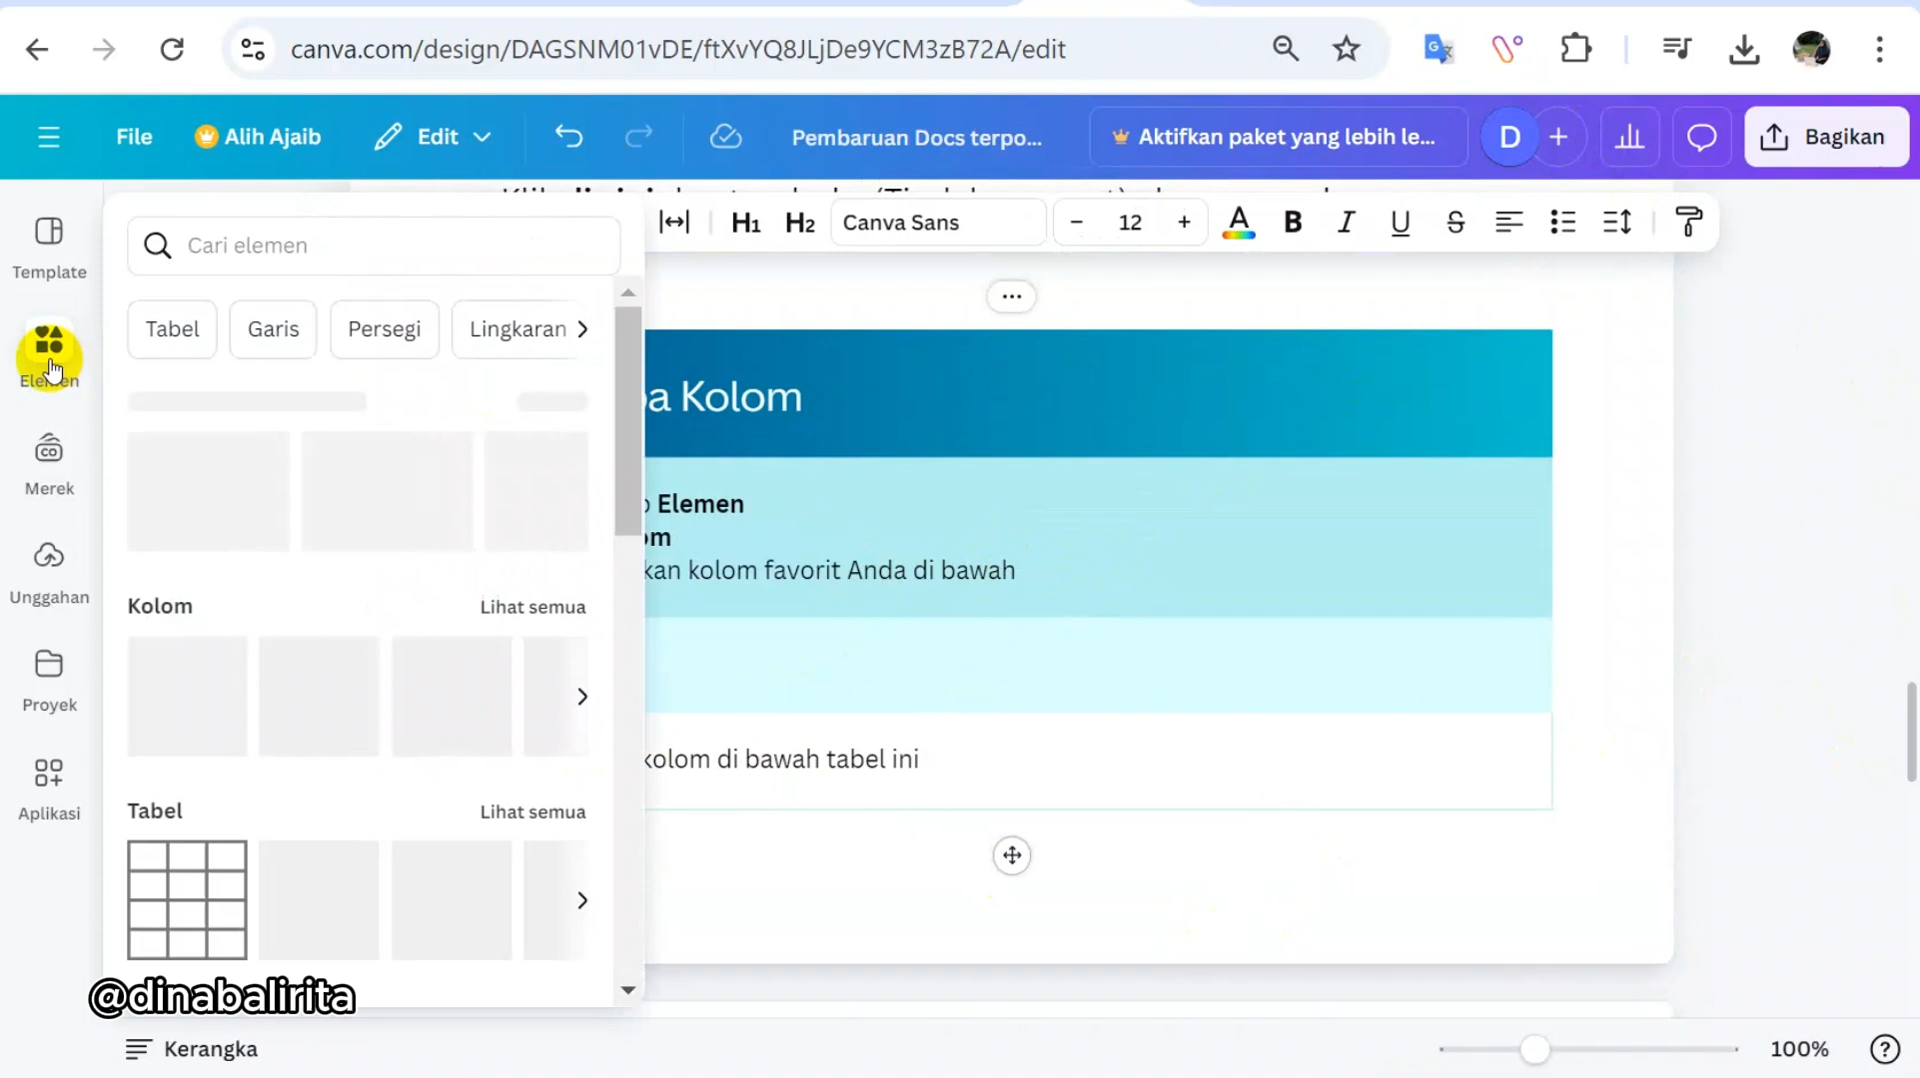 canva.com/design/DAGSNM01vDE/ftXvYQ8JLjDe9YCM3zB72A/edit
File
Alih Ajaib
Edit
Pembaruan Docs terpo...
Aktifkan paket yang lebih le...
D
Bagikan
Template
Elemen
Merek
Unggahan
Proyek
Aplikasi
Cari elemen
H1 H2 Canva Sans - 12 + A B I U S
Tabel Garis Persegi Lingkaran
Kolom Lihat semua
Tabel Lihat semua
a Kolom
Elemen
om
kan kolom favorit Anda di bawah
kolom di bawah tabel ini
@dinabalirita
Kerangka
100%